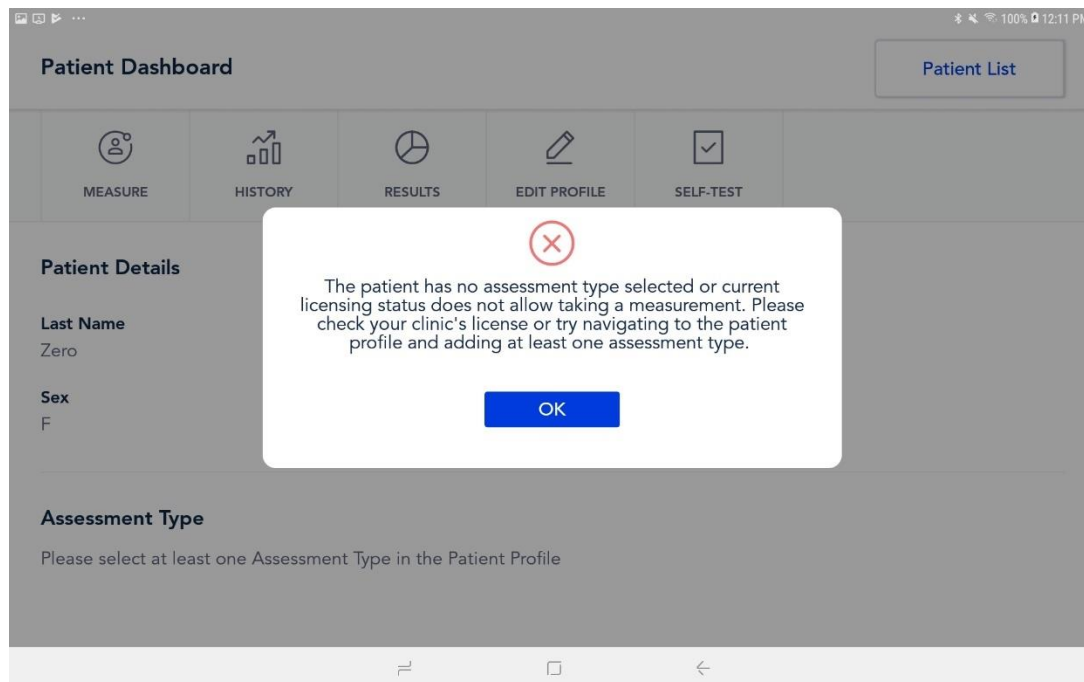 100% 12:11 PM
Patient Dashboard
Patient List
MEASURE
HISTORY
RESULTS
EDIT PROFILE
SELF-TEST
Patient Details
Last Name
Zero
Sex
F
The patient has no assessment type selected or current
licensing status does not allow taking a measurement. Please
check your clinic's license or try navigating to the patient
profile and adding at least one assessment type.
OK
Assessment Type
Please select at least one Assessment Type in the Patient Profile